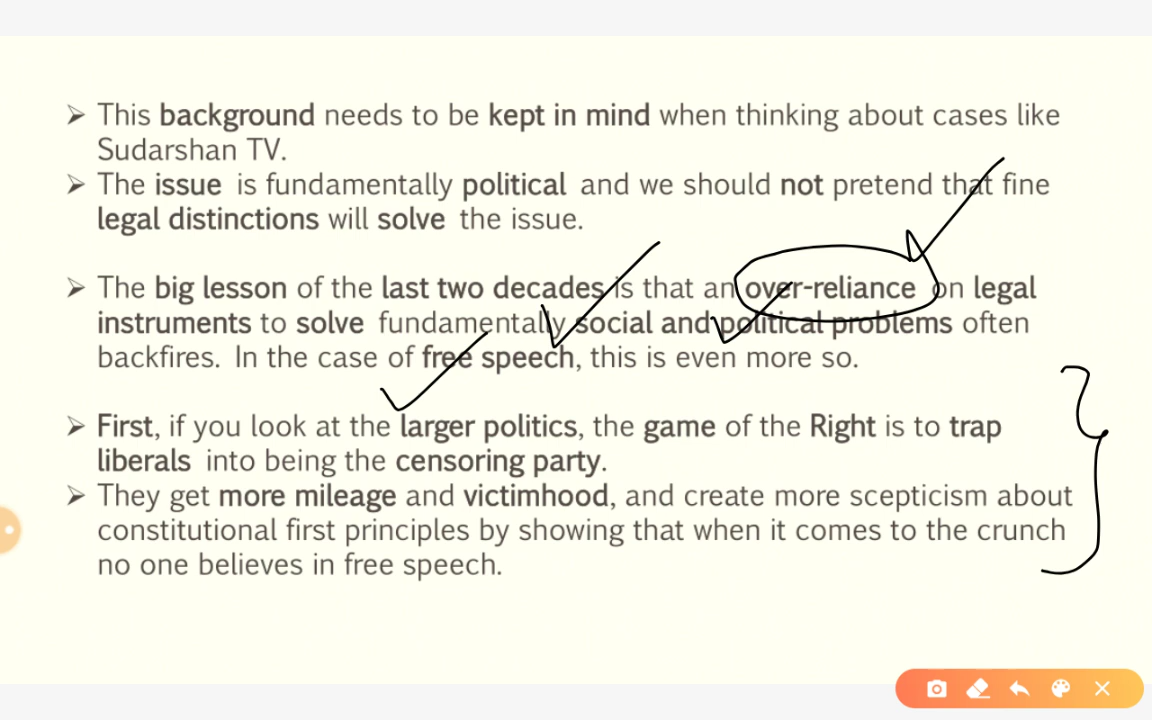 ➢ This background needs to be kept in mind when thinking about cases like
Sudarshan TV.
➢ The issue is fundamentally political and we should not pretend that fine
legal distinctions will solve the issue.
➢ The big lesson of the last two decades is that an over-reliance on legal
instruments to solve fundamentally social and political problems often
backfires. In the case of free speech, this is even more so.
➢ First, if you look at the larger politics, the game of the Right is to trap
liberals into being the censoring party.
➢ They get more mileage and victimhood, and create more scepticism about
constitutional first principles by showing that when it comes to the crunch
no one believes in free speech.